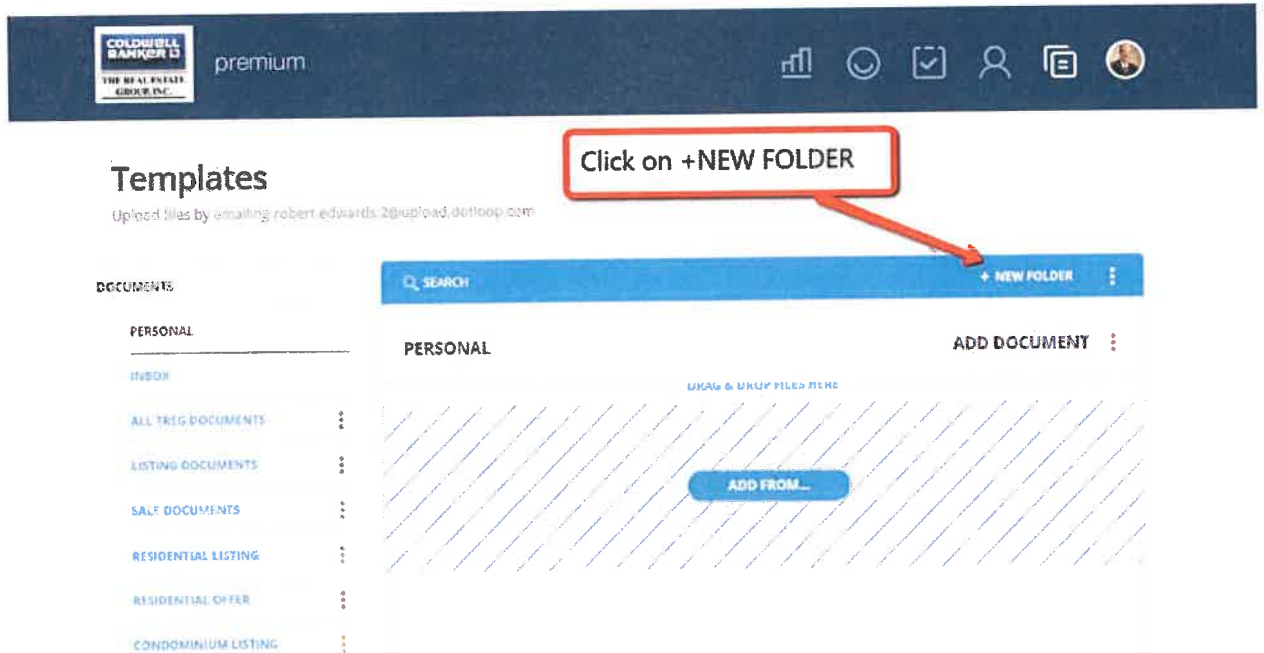 COLDWELL
BANKER
THE REAL ESTATE
GROUP, INC.
premium
Click on +NEW FOLDER
Templates
Upload files by emailing robert.edwards.2@upload.dotloop.com
DOCUMENTS
SEARCH
+ NEW FOLDER
PERSONAL
PERSONAL
ADD DOCUMENT
INBOX
DRAG & DROP FILES HERE
ALL TREG DOCUMENTS
LISTING DOCUMENTS
ADD FROM...
SALE DOCUMENTS
RESIDENTIAL LISTING
RESIDENTIAL OFFER
CONDOMINIUM LISTING